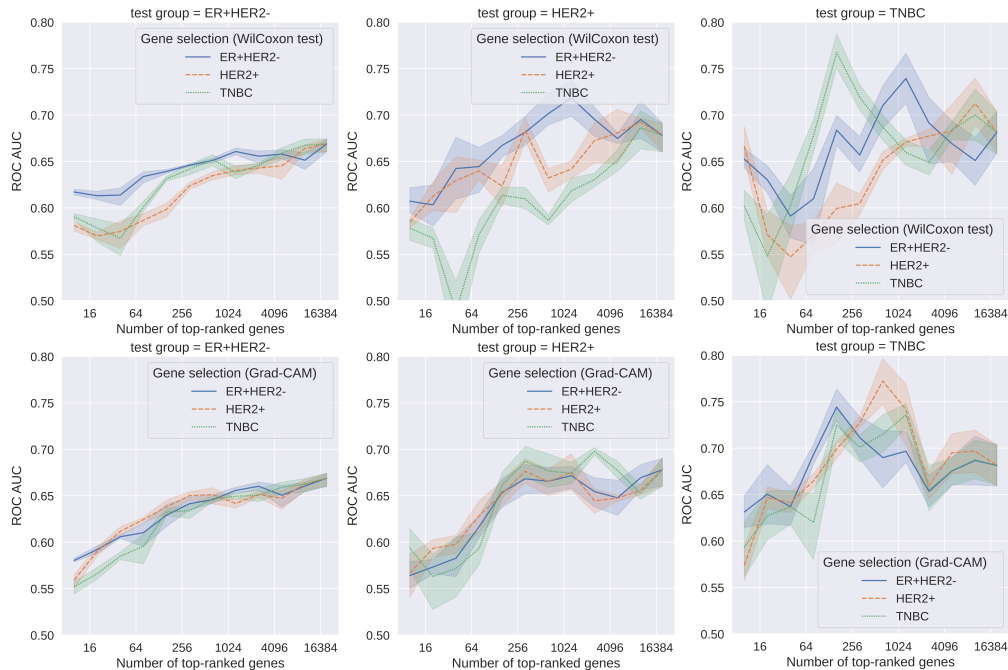 test group = ER+HER2-
0.80
0.75
0.70
0.65
0.60
0.55
0.50
ROC AUC
Gene selection (WilCoxon test)
ER+HER2-
HER2+
TNBC
16
64
256
1024
4096
16384
Number of top-ranked genes
test group = HER2+
0.80
0.75
0.70
0.65
0.60
0.55
0.50
ROC AUC
Gene selection (WilCoxon test)
ER+HER2-
HER2+
TNBC
16
64
256
1024
4096
16384
Number of top-ranked genes
test group = TNBC
0.80
0.75
0.70
0.65
0.60
0.55
0.50
ROC AUC
Gene selection (WilCoxon test)
ER+HER2-
HER2+
TNBC
16
64
256
1024
4096
16384
Number of top-ranked genes
test group = ER+HER2-
0.80
0.75
0.70
0.65
0.60
0.55
0.50
ROC AUC
Gene selection (Grad-CAM)
ER+HER2-
HER2+
TNBC
16
64
256
1024
4096
16384
Number of top-ranked genes
test group = HER2+
0.80
0.75
0.70
0.65
0.60
0.55
0.50
ROC AUC
Gene selection (Grad-CAM)
ER+HER2-
HER2+
TNBC
16
64
256
1024
4096
16384
Number of top-ranked genes
test group = TNBC
0.80
0.75
0.70
0.65
0.60
0.55
0.50
ROC AUC
Gene selection (Grad-CAM)
ER+HER2-
HER2+
TNBC
16
64
256
1024
4096
16384
Number of top-ranked genes